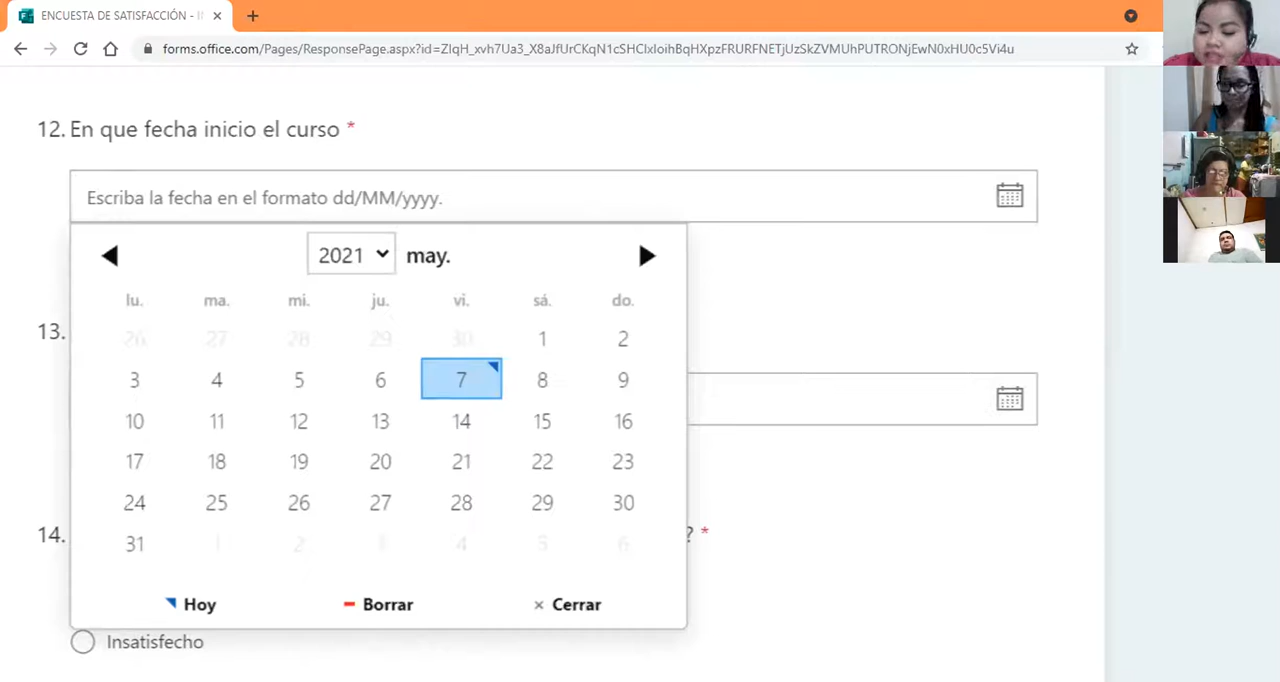 ENCUESTA DE SATISFACCIÓN - I
forms.office.com/Pages/ResponsePage.aspx?id=ZlqH_xvh7Ua3_X8aJfUrCKqN1cSHClxIoihBqHXpzFRURFNETjUzSkZVMUhPUTRONjEwN0xHU0c5Vi4u
12. En que fecha inicio el curso *
Escriba la fecha en el formato dd/MM/yyyy.
2021 may.
lu. ma. mi. ju. vi. sá. do.
26 27 28 29 30 1 2
3 4 5 6 7 8 9
10 11 12 13 14 15 16
17 18 19 20 21 22 23
24 25 26 27 28 29 30
31 1 2 3 4 5 6
Hoy Borrar Cerrar
13.
14. ? *
Insatisfecho